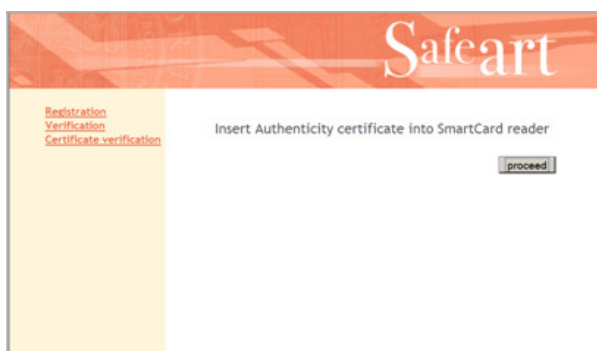 Safeart
Registration
Verification
Certificate verification
Insert Authenticity certificate into SmartCard reader
proceed